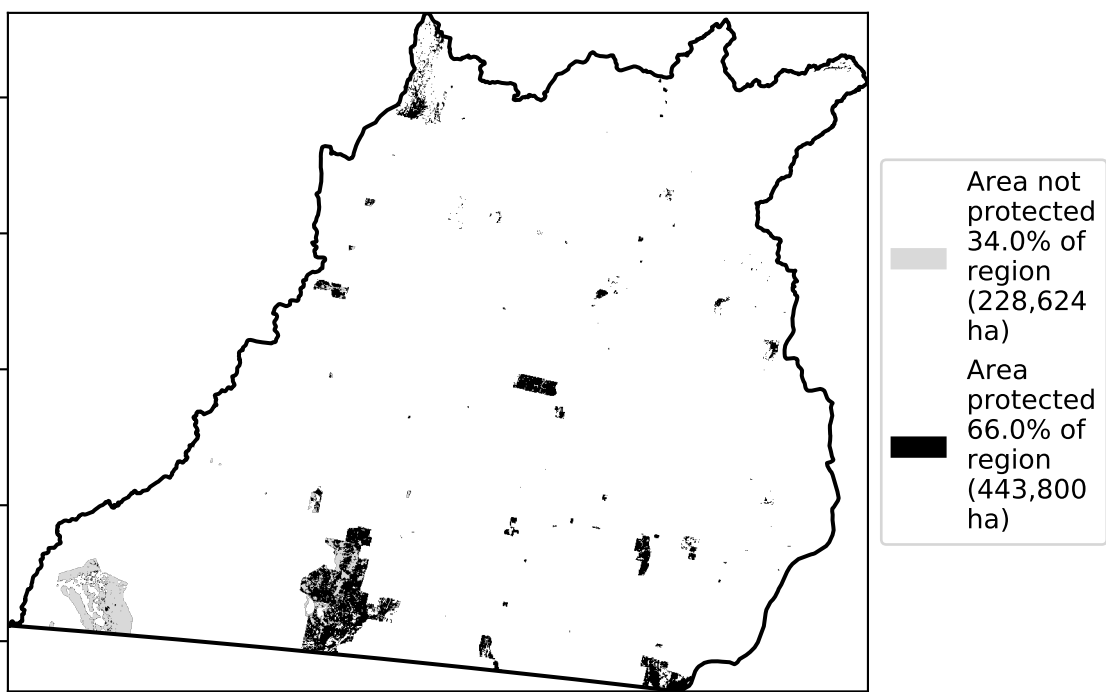 Area not
protected
34.0% of
region
(228,624
ha)
Area
protected
66.0% of
region
(443,800
ha)